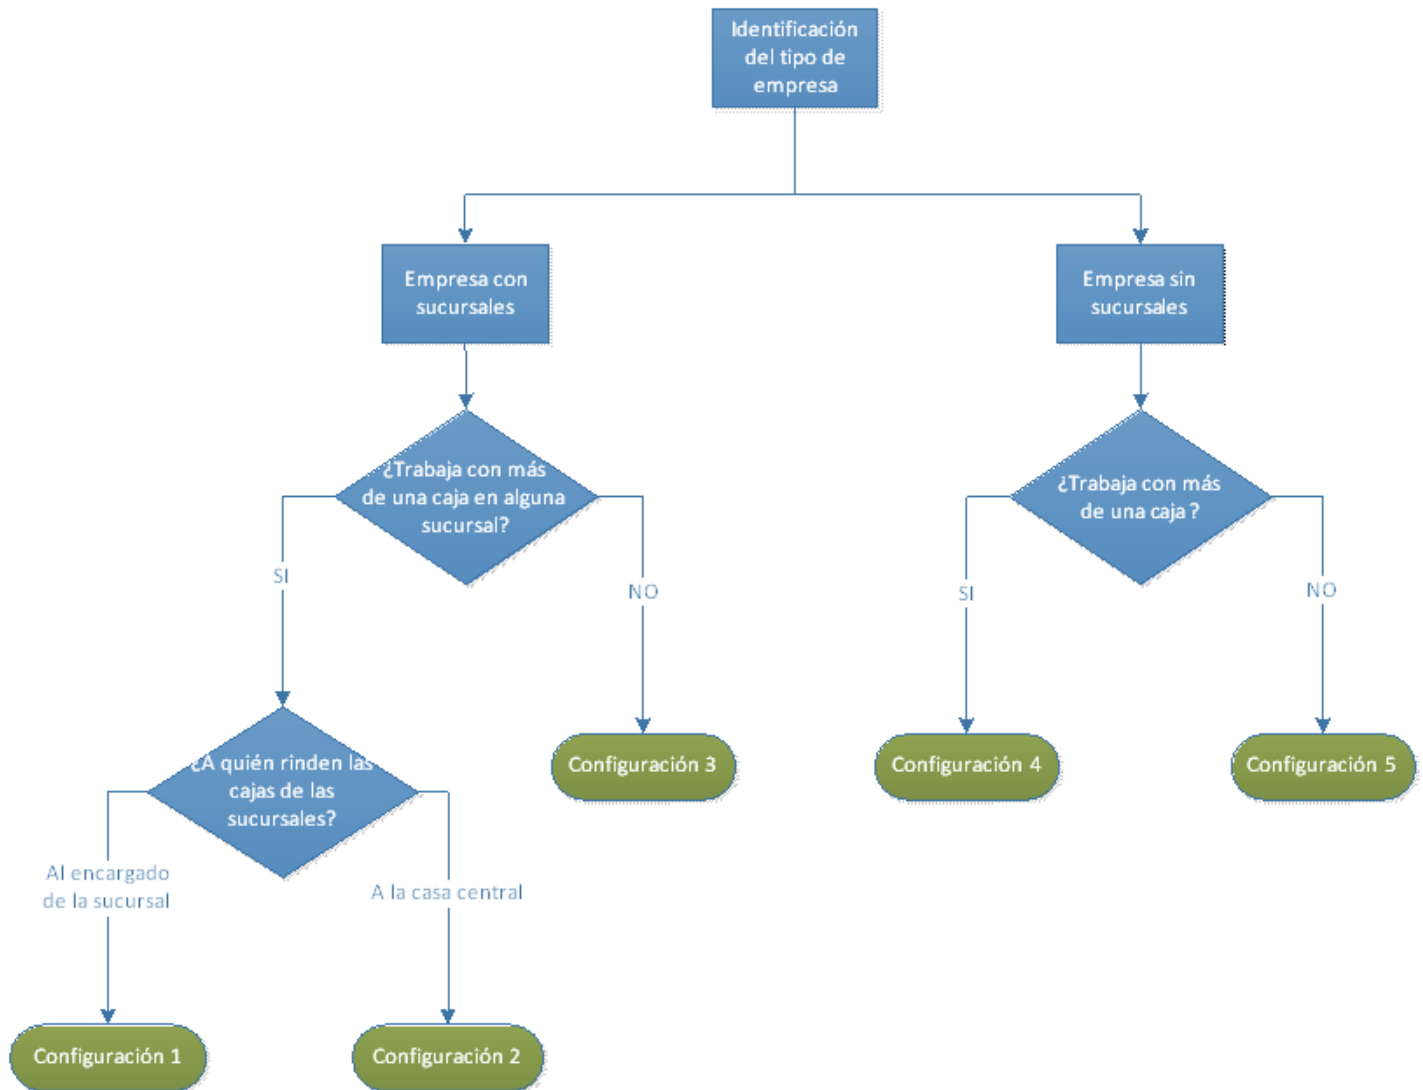 Identificación
del tipo de
empresa
Empresa con
sucursales
Empresa sin
sucursales
¿Trabaja con más
de una caja en alguna
sucursal?
¿Trabaja con más
de una caja?
SI
NO
SI
NO
¿A quién rinden las
cajas de las
sucursales?
Configuración 3
Configuración 4
Configuración 5
Al encargado
de la sucursal
A la casa central
Configuración 1
Configuración 2